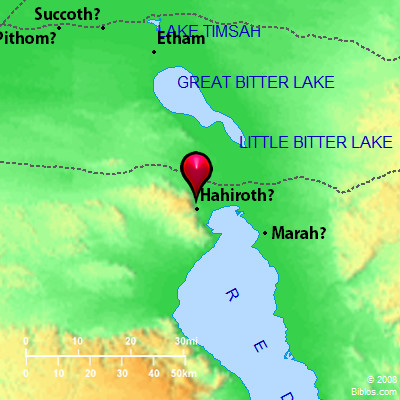 Succoth?
LAKE TIMSAH
Pithom?
Etham
GREAT BITTER LAKE
LITTLE BITTER LAKE
Hahiroth?
Marah?
R E D
0 10 20 30mi
0 10 20 30 40 50km
© 2008
Biblos.com